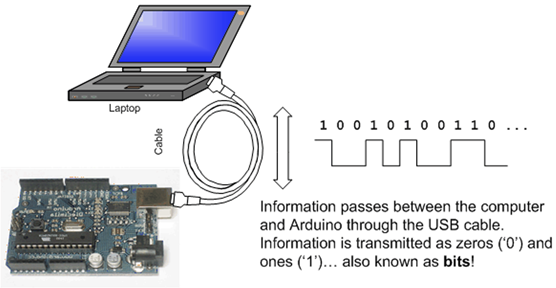 Laptop
Cable
1 0 0 1 0 1 0 0 1 1 0 ...
Information passes between the computer
and Arduino through the USB cable.
Information is transmitted as zeros (‘0’) and
ones (‘1’)... also known as bits!